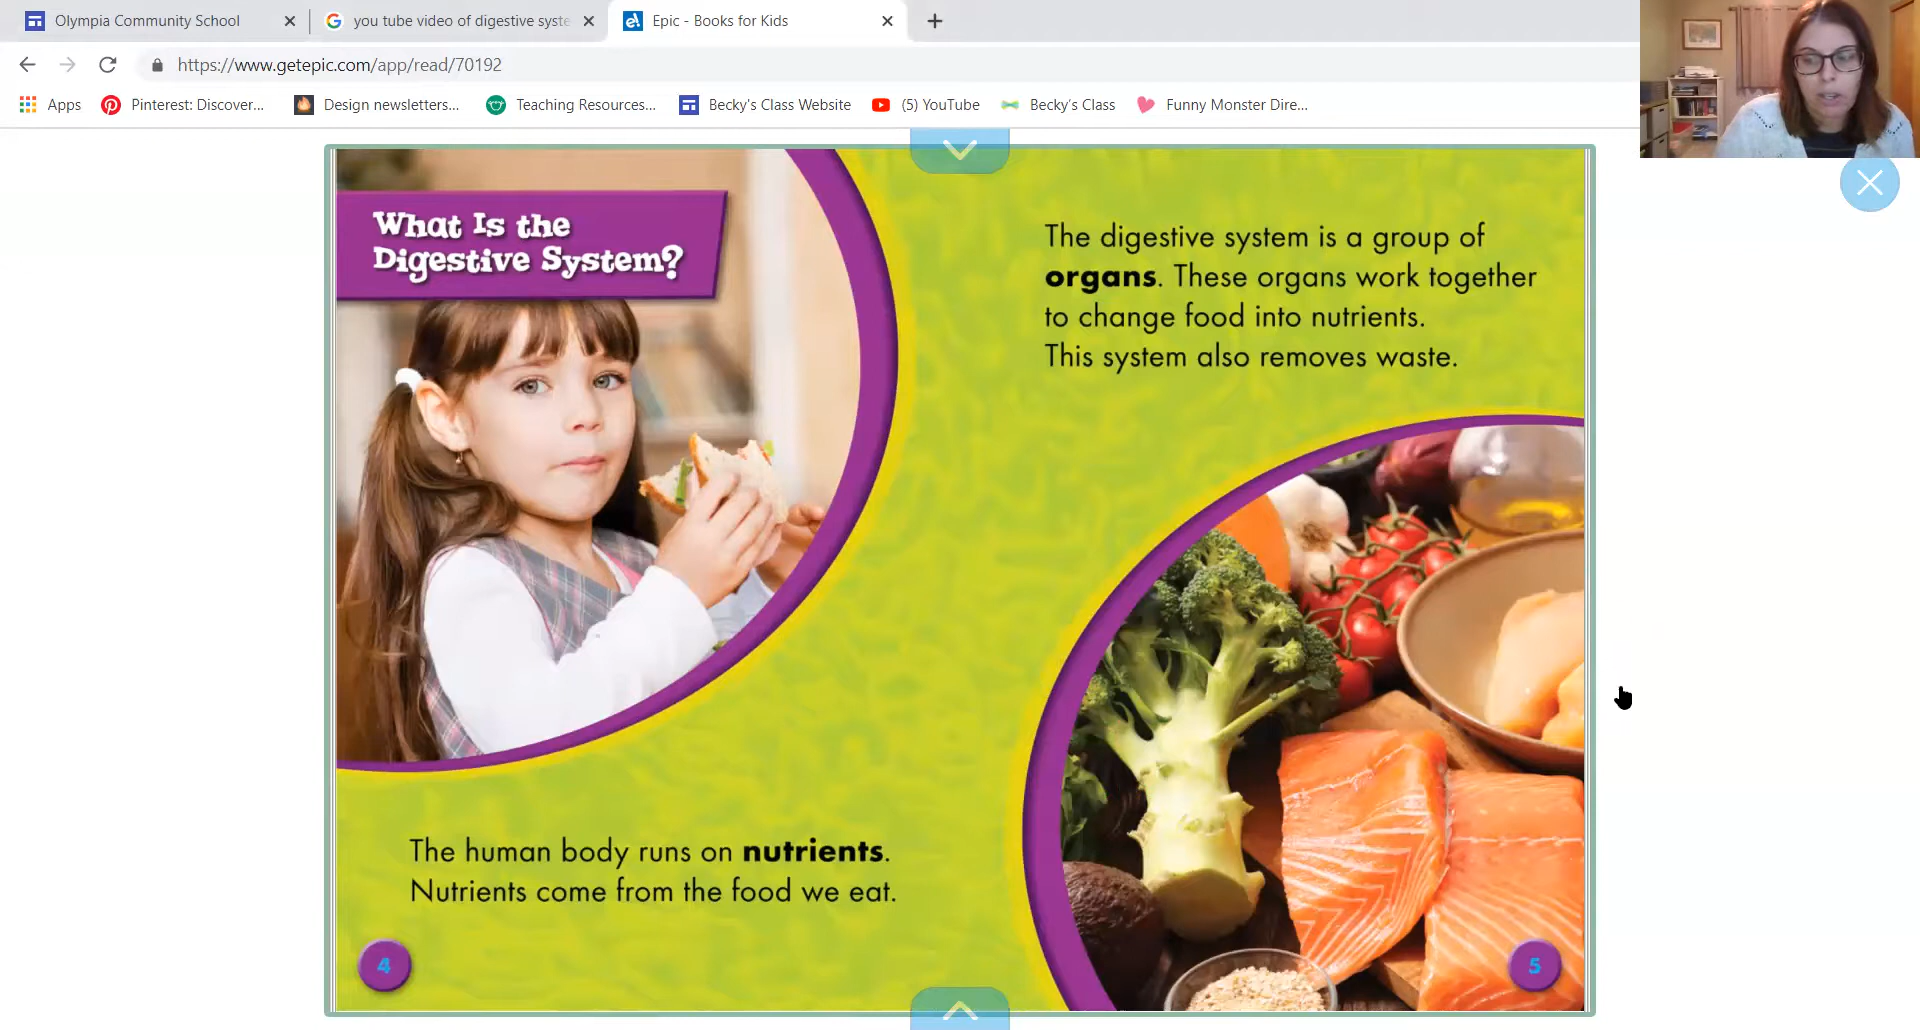 Olympia Community School
you tube video of digestive syste
Epic - Books for Kids
https://www.getepic.com/app/read/70192
Apps
Pinterest: Discover...
Design newsletters...
Teaching Resources...
Becky's Class Website
(5) YouTube
Becky's Class
Funny Monster Dire...
What Is the
Digestive System?
The human body runs on nutrients.
Nutrients come from the food we eat.
4
The digestive system is a group of
organs. These organs work together
to change food into nutrients.
This system also removes waste.
5